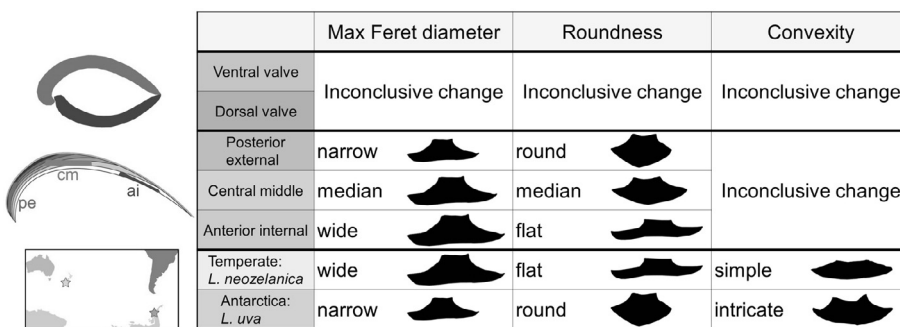 Max Feret diameter Roundness Convexity
Ventral valve
Inconclusive change Inconclusive change Inconclusive change
Dorsal valve
Posterior
external narrow round
Central
middle median median Inconclusive change
Anterior internal wide flat
Temperate:
L. neozelanica wide flat simple
Antarctica:
L. uva narrow round intricate
pe
cm
ai